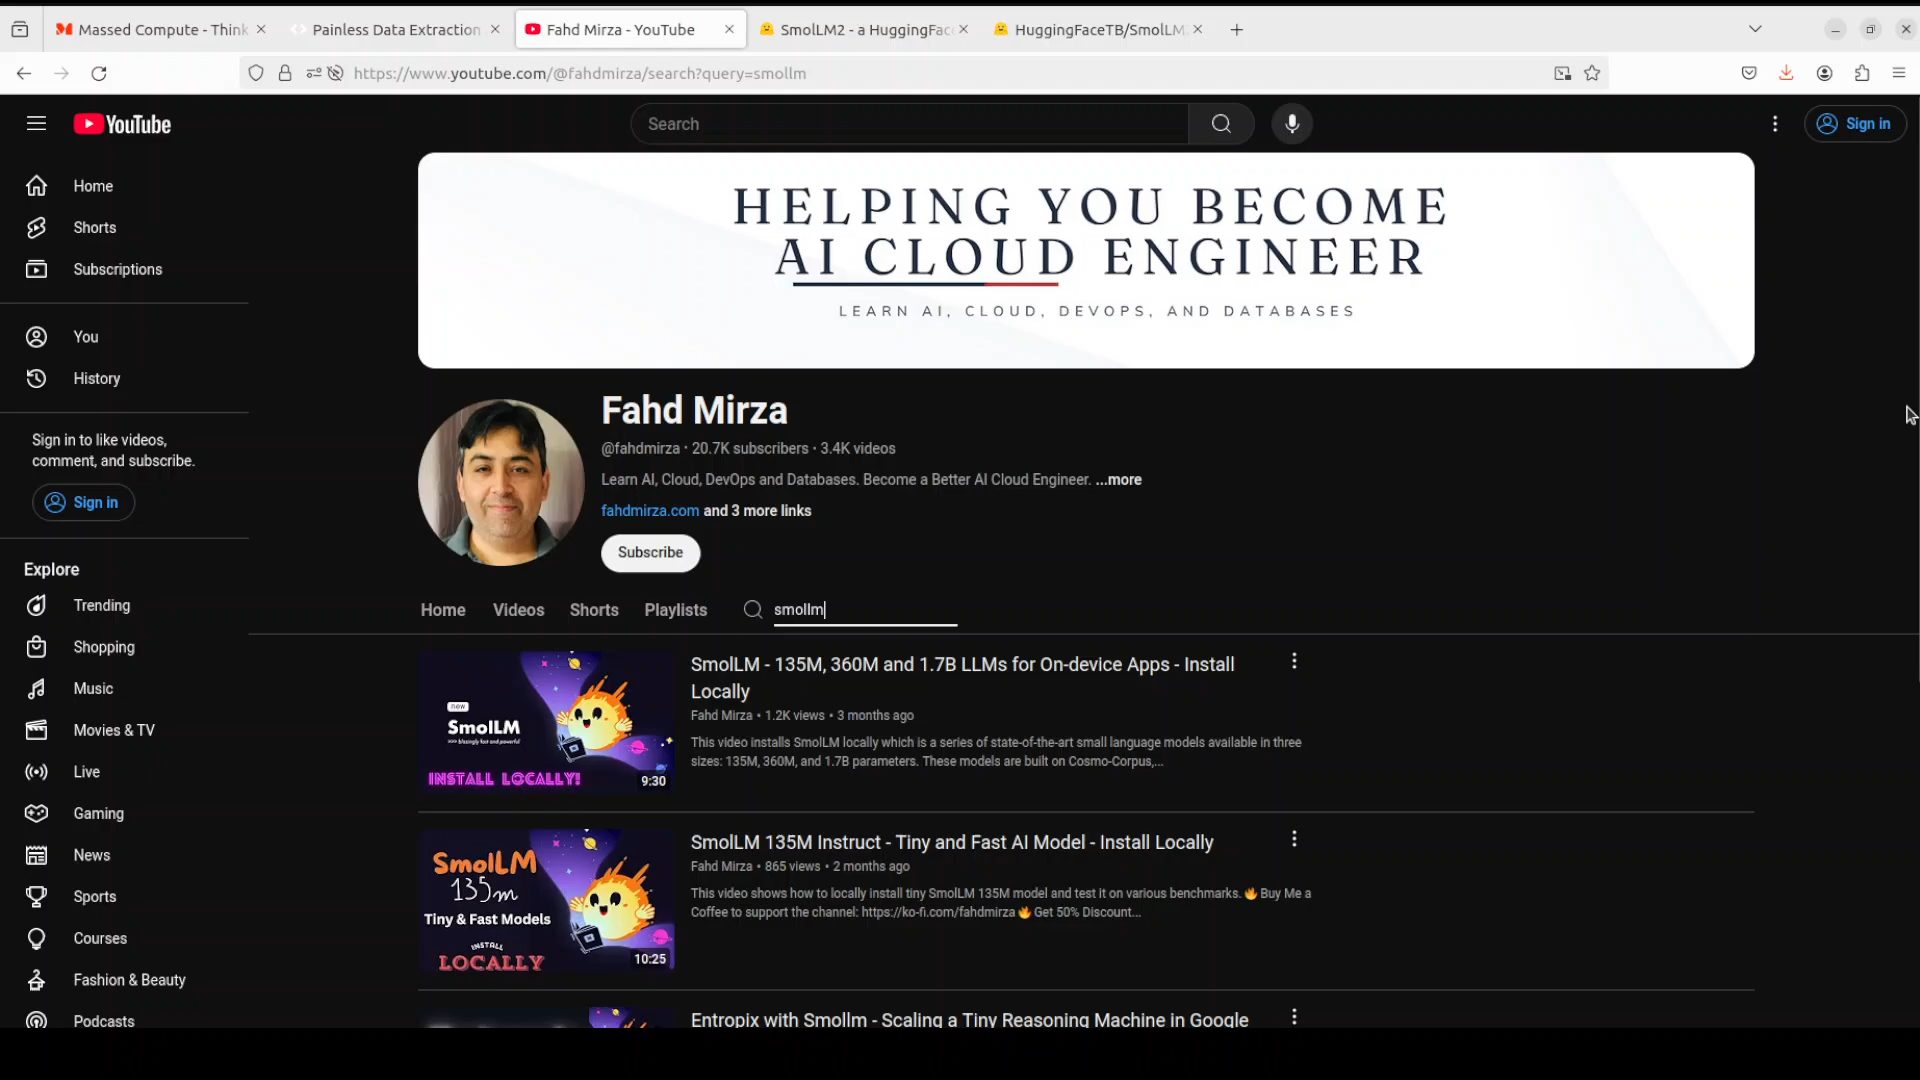 Massed Compute - Think
Painless Data Extraction
Fahd Mirza - YouTube
SmolLM2 - a HuggingFac
HuggingFaceTB/SmolLM
https://www.youtube.com/@fahdmirza/search?query=smollm
YouTube
Search
Sign in
Home
Shorts
Subscriptions
You
History
Sign in to like videos,
comment, and subscribe.
Sign in
Explore
Trending
Shopping
Music
Movies & TV
Live
Gaming
News
Sports
Courses
Fashion & Beauty
Podcasts
HELPING YOU BECOME
AI CLOUD ENGINEER
LEARN AI, CLOUD, DEVOPS, AND DATABASES
Fahd Mirza
@fahdmirza · 20.7K subscribers · 3.4K videos
Learn AI, Cloud, DevOps and Databases. Become a Better AI Cloud Engineer. ...more
fahdmirza.com and 3 more links
Subscribe
Home Videos Shorts Playlists smollm
new
SmolLM
>>> blazingly fast and powerful
INSTALL LOCALLY!
9:30
SmolLM - 135M, 360M and 1.7B LLMs for On-device Apps - Install
Locally
Fahd Mirza • 1.2K views • 3 months ago
This video installs SmolLM locally which is a series of state-of-the-art small language models available in three
sizes: 135M, 360M, and 1.7B parameters. These models are built on Cosmo-Corpus,...
SmolLM
135m
Tiny & Fast Models
INSTALL
LOCALLY
10:25
SmolLM 135M Instruct - Tiny and Fast AI Model - Install Locally
Fahd Mirza • 865 views • 2 months ago
This video shows how to locally install tiny SmolLM 135M model and test it on various benchmarks. 🔥 Buy Me a
Coffee to support the channel: https://ko-fi.com/fahdmirza 🔥 Get 50% Discount...
Entropix with Smollm - Scaling a Tiny Reasoning Machine in Google